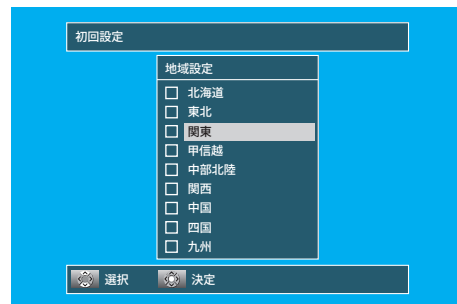 初回設定
地域設定
北海道
東北
関東
甲信越
中部北陸
関西
中国
四国
九州
選択 決定